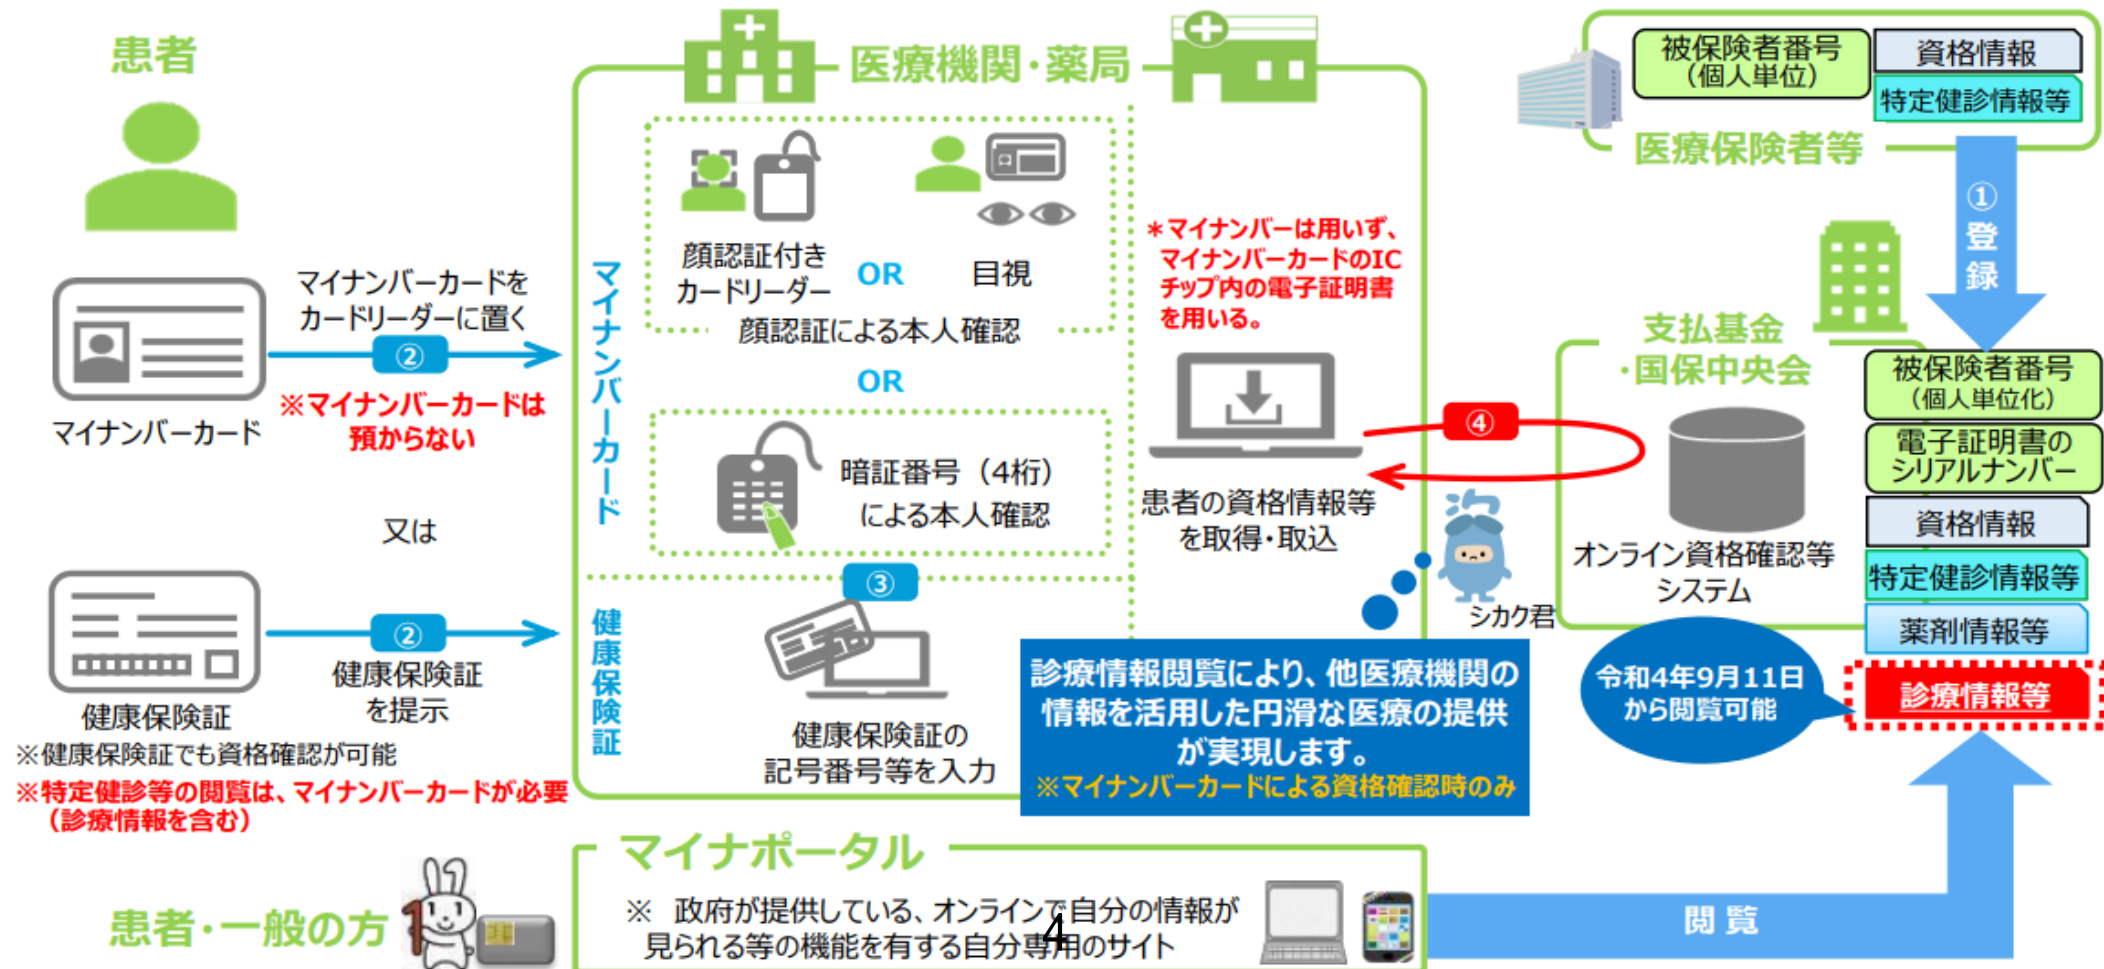 患者
マイナンバーカードを
カードリーダーに置く
②
※マイナンバーカードは
預からない
マイナンバーカード
又は
②
健康保険証
を提示
健康保険証
※健康保険証でも資格確認が可能
※特定健診等の閲覧は、マイナンバーカードが必要
（診療情報を含む）
医療機関・薬局
マイナンバーカード
顔認証付き
カードリーダー
OR
目視
顔認証による本人確認
OR
暗証番号（4桁）
による本人確認
③
健康保険証
健康保険証の
記号番号等を入力
＊マイナンバーは用いず、
マイナンバーカードのIC
チップ内の電子証明書
を用いる。
患者の資格情報等
を取得・取込
④
シカク君
診療情報閲覧により、他医療機関の
情報を活用した円滑な医療の提供
が実現します。
※マイナンバーカードによる資格確認時のみ
被保険者番号
（個人単位）
資格情報
特定健診情報等
医療保険者等
①
登
録
支払基金
・国保中央会
オンライン資格確認等
システム
被保険者番号
（個人単位化）
電子証明書の
シリアルナンバー
資格情報
特定健診情報等
薬剤情報等
診療情報等
令和4年9月11日
から閲覧可能
患者・一般の方
1
マイナポータル
※ 政府が提供している、オンラインで自分の情報が
見られる等の機能を有する自分専用のサイト
4
閲覧